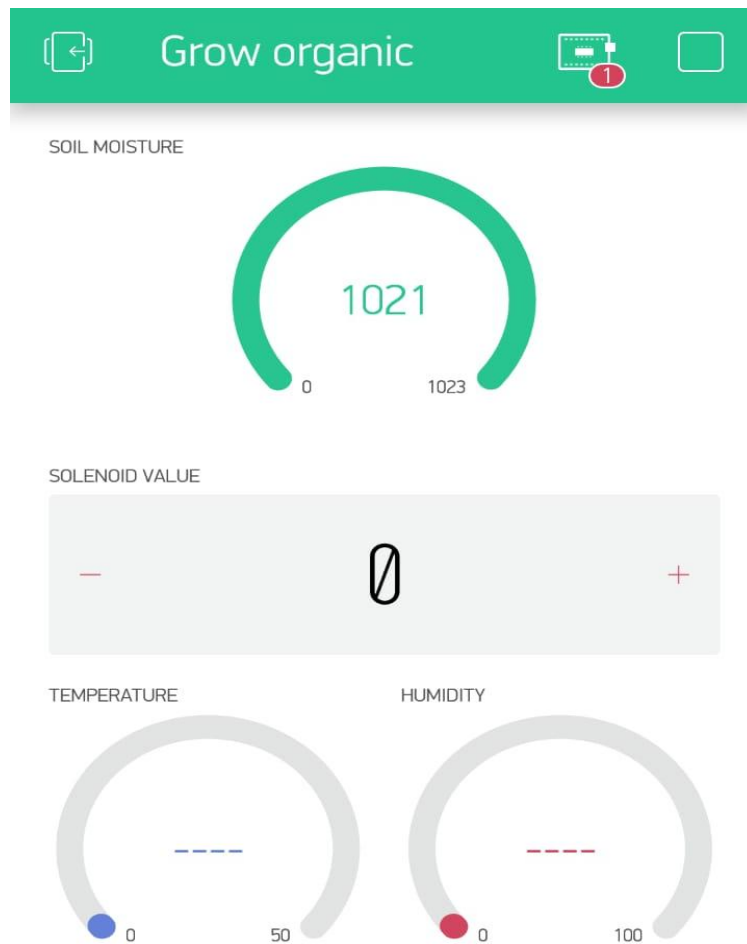 Grow organic
1
SOIL MOISTURE
1021
0 1023
SOLENOID VALUE
– 0 +
TEMPERATURE HUMIDITY
---- ----
0 50 0 100